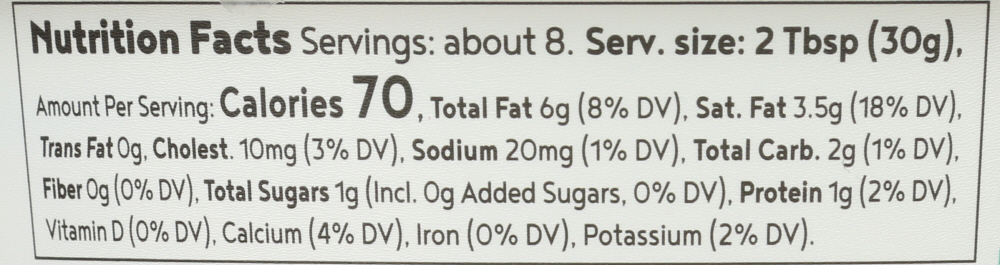 Nutrition Facts Servings: about 8. Serv. size: 2 Tbsp (30g),
Amount Per Serving: Calories 70, Total Fat 6g (8% DV), Sat. Fat 3.5g (18% DV),
Trans Fat 0g, Cholest. 10mg (3% DV), Sodium 20mg (1% DV), Total Carb. 2g (1% DV),
Fiber 0g (0% DV), Total Sugars 1g (Incl. 0g Added Sugars, 0% DV), Protein 1g (2% DV),
Vitamin D (0% DV), Calcium (4% DV), Iron (0% DV), Potassium (2% DV).